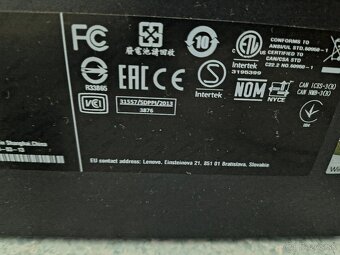 FC
廢電池請回收
10
ETL
Intertek
3195399
CONFORMS TO
ANSI/UL STD. 60950-1
CERTIFIED TO
CAN/CSA STD
C22.2 NO 60950-1
R33B65
EAC CE
S
Intertek
NOM
NYCE
CAN ICES-3(B)
CAN NMB-3(B)
VCI
31557/SDPPI/2013
3876
Shanghai, China
EU contact address: Lenovo, Einsteinova 21, 851 01 Bratislava, Slovakia